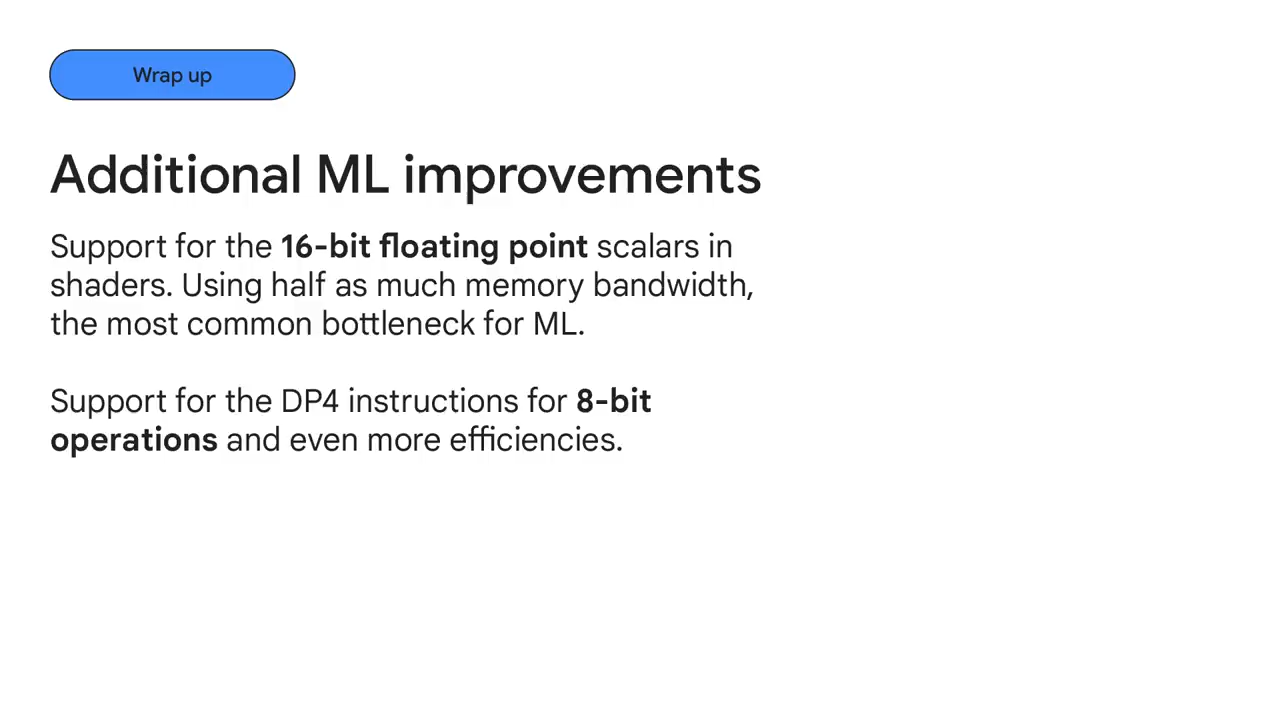 Wrap up
Additional ML improvements
Support for the 16-bit floating point scalars in
shaders. Using half as much memory bandwidth,
the most common bottleneck for ML.
Support for the DP4 instructions for 8-bit
operations and even more efficiencies.